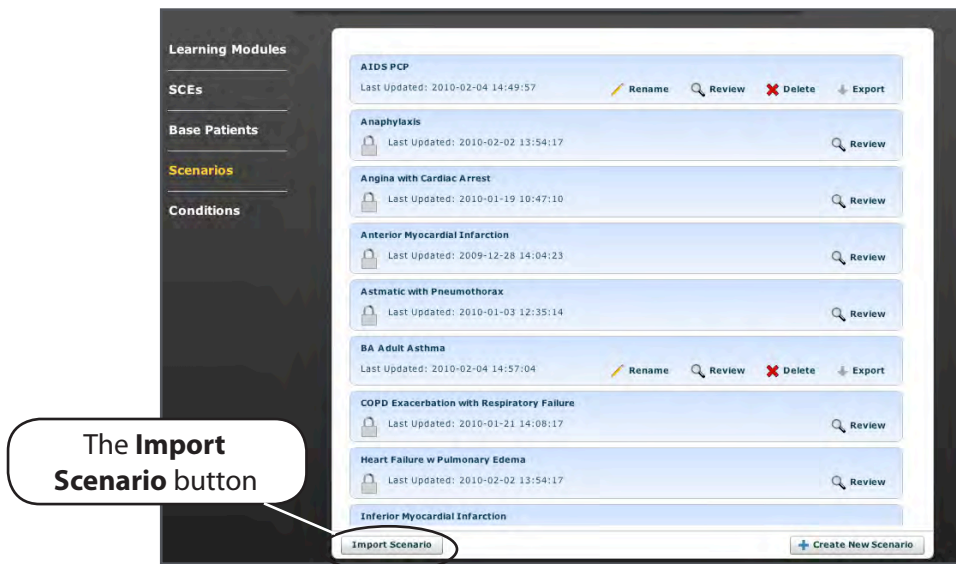 Learning Modules
SCEs
Base Patients
Scenarios
Conditions
AIDS PCP
Last Updated: 2010-02-04 14:49:57 Rename Review Delete Export
Anaphylaxis
Last Updated: 2010-02-02 13:54:17 Review
Angina with Cardiac Arrest
Last Updated: 2010-01-19 10:47:10 Review
Anterior Myocardial Infarction
Last Updated: 2009-12-28 14:04:23 Review
Astmatic with Pneumothorax
Last Updated: 2010-01-03 12:35:14 Review
BA Adult Asthma
Last Updated: 2010-02-04 14:57:04 Rename Review Delete Export
COPD Exacerbation with Respiratory Failure
Last Updated: 2010-01-21 14:08:17 Review
Heart Failure w Pulmonary Edema
Last Updated: 2010-02-02 13:54:17 Review
Inferior Myocardial Infarction
Import Scenario Create New Scenario
The Import
Scenario button